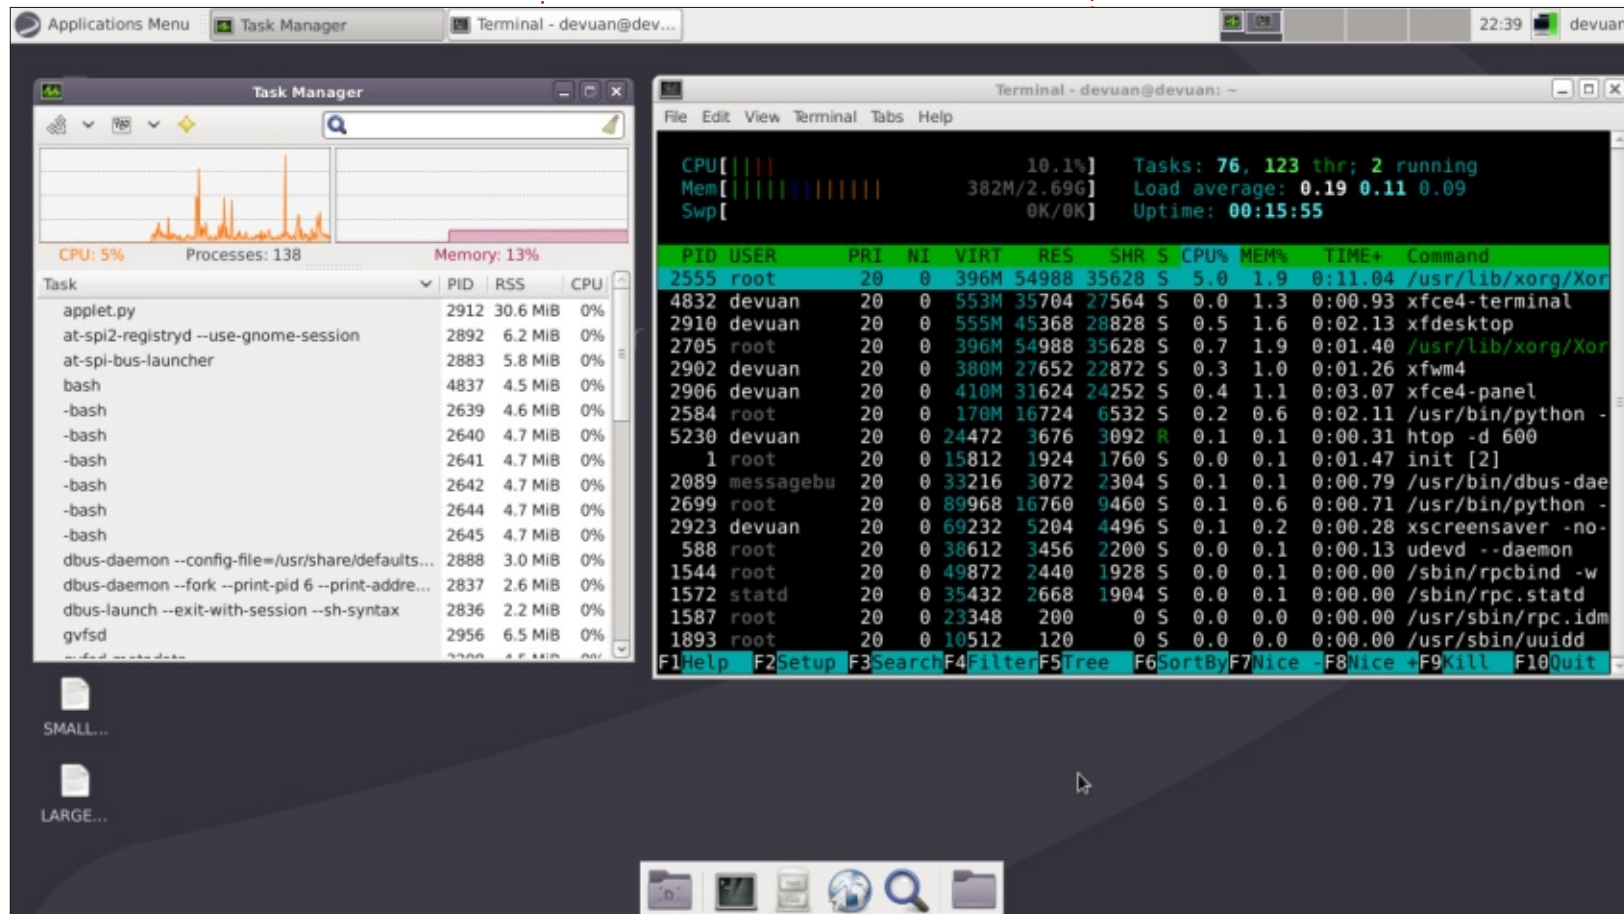 Applications Menu Task Manager Terminal - devuan@dev... 22:39 devuan
Task Manager
CPU: 5% Processes: 138 Memory: 13%
Task PID RSS CPU
applet.py 2912 30.6 MiB 0%
at-spi2-registryd --use-gnome-session 2892 6.2 MiB 0%
at-spi-bus-launcher 2883 5.8 MiB 0%
bash 4837 4.5 MiB 0%
-bash 2639 4.6 MiB 0%
-bash 2640 4.7 MiB 0%
-bash 2641 4.7 MiB 0%
-bash 2642 4.7 MiB 0%
-bash 2644 4.7 MiB 0%
-bash 2645 4.7 MiB 0%
dbus-daemon --config-file=/usr/share/defaults... 2888 3.0 MiB 0%
dbus-daemon --fork --print-pid 6 --print-addre... 2837 2.6 MiB 0%
dbus-launch --exit-with-session --sh-syntax 2836 2.2 MiB 0%
gvfsd 2956 6.5 MiB 0%
Terminal - devuan@devuan: ~
File Edit View Terminal Tabs Help
CPU[|||| 10.1%] Tasks: 76, 123 thr; 2 running
Mem[||||||||||||| 382M/2.69G] Load average: 0.19 0.11 0.09
Swp[ 0K/0K] Uptime: 00:15:55
PID USER PRI NI VIRT RES SHR S CPU% MEM% TIME+ Command
2555 root 20 0 396M 54988 35628 S 5.0 1.9 0:11.04 /usr/lib/xorg/Xor
4832 devuan 20 0 553M 35704 27564 S 0.0 1.3 0:00.93 xfce4-terminal
2910 devuan 20 0 555M 45368 28828 S 0.5 1.6 0:02.13 xfdesktop
2705 root 20 0 396M 54988 35628 S 0.7 1.9 0:01.40 /usr/lib/xorg/Xor
2902 devuan 20 0 380M 27652 22872 S 0.3 1.0 0:01.26 xfwm4
2906 devuan 20 0 410M 31624 24252 S 0.4 1.1 0:03.07 xfce4-panel
2584 root 20 0 170M 16724 6532 S 0.2 0.6 0:02.11 /usr/bin/python -
5230 devuan 20 0 24472 3676 3092 R 0.1 0.1 0:00.31 htop -d 600
1 root 20 0 15812 1924 1760 S 0.0 0.1 0:01.47 init [2]
2089 messagebu 20 0 33216 3072 2304 S 0.1 0.1 0:00.79 /usr/bin/dbus-dae
2699 root 20 0 89968 16760 9460 S 0.1 0.6 0:00.71 /usr/bin/python -
2923 devuan 20 0 69232 5204 4496 S 0.1 0.2 0:00.28 xscreensaver -no-
588 root 20 0 38612 3456 2200 S 0.0 0.1 0:00.13 udevd --daemon
1544 root 20 0 49872 2440 1928 S 0.0 0.1 0:00.00 /sbin/rpcbind -w
1572 statd 20 0 35432 2668 1904 S 0.0 0.1 0:00.00 /sbin/rpc.statd
1587 root 20 0 23348 200 0 S 0.0 0.0 0:00.00 /usr/sbin/rpc.idm
1893 root 20 0 10512 120 0 S 0.0 0.0 0:00.00 /usr/sbin/uuidd
F1Help F2Setup F3SearchF4FilterF5Tree F6SortByF7Nice -F8Nice +F9Kill F10Quit
SMALL...
LARGE...